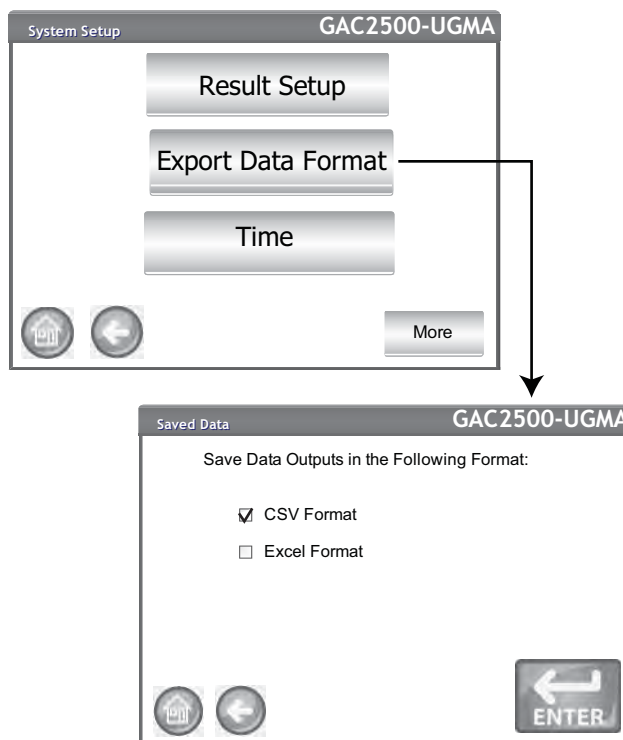 System Setup GAC2500-UGMA
Result Setup
Export Data Format
Time
More
Saved Data GAC2500-UGMA
Save Data Outputs in the Following Format:
CSV Format
Excel Format
ENTER